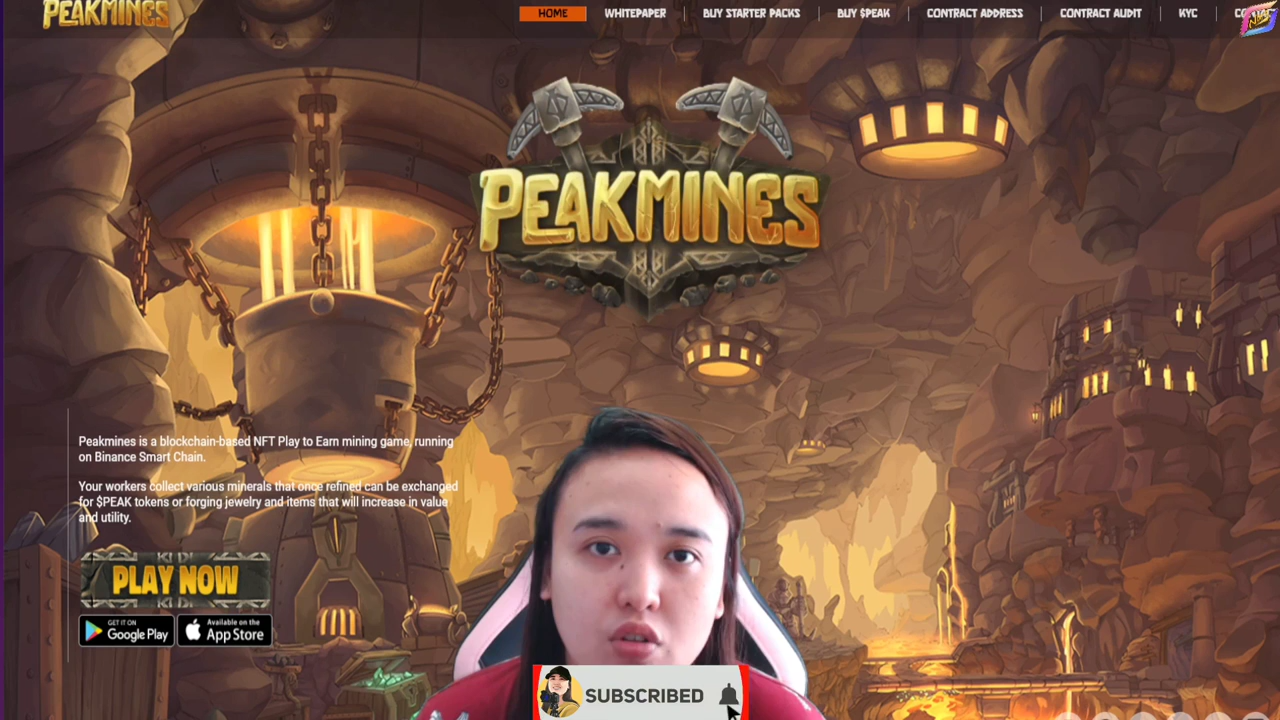 PEAKMINES
HOME
WHITEPAPER
BUY STARTER PACKS
BUY $PEAK
CONTRACT ADDRESS
CONTRACT AUDIT
KYC
PEAKMINES
Peakmines is a blockchain-based NFT Play to Earn mining game, running
on Binance Smart Chain.
Your workers collect various minerals that once refined can be exchanged
for $PEAK tokens or forging jewelry and items that will increase in value
and utility.
PLAY NOW
GET IT ON
Google Play
Available on the
App Store
SUBSCRIBED